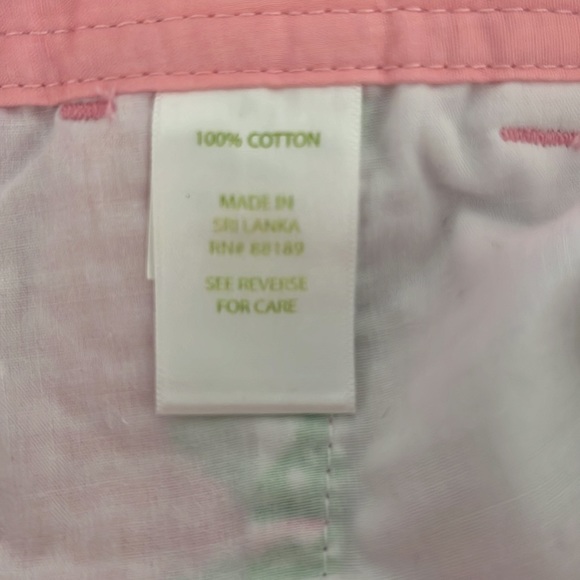 100% COTTON
MADE IN
SRI LANKA
RN# 88189
SEE REVERSE
FOR CARE